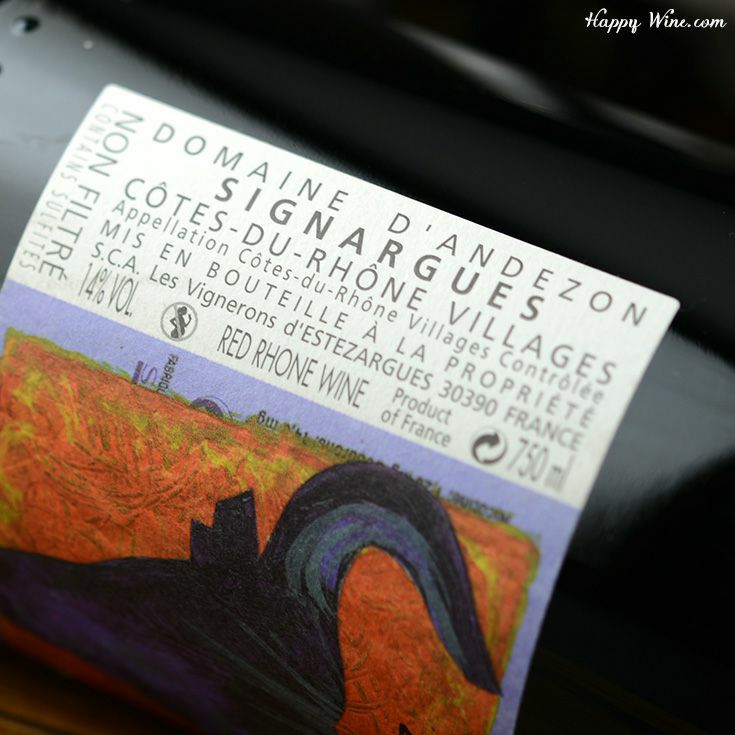 Happy Wine.com
DOMAINE D'ANDEZON
SIGNARGUES
CÔTES-DU-RHÔNE VILLAGES
Appellation Côtes-du-Rhône Villages Contrôlée
MIS EN BOUTEILLE À LA PROPRIÉTÉ
S.C.A. Les Vignerons d'ESTEZARGUES 30390 FRANCE
RED RHONE WINE
Product
of France
750 ml
14% VOL.
NON FILTRÉ
CONTAINS SULFITES